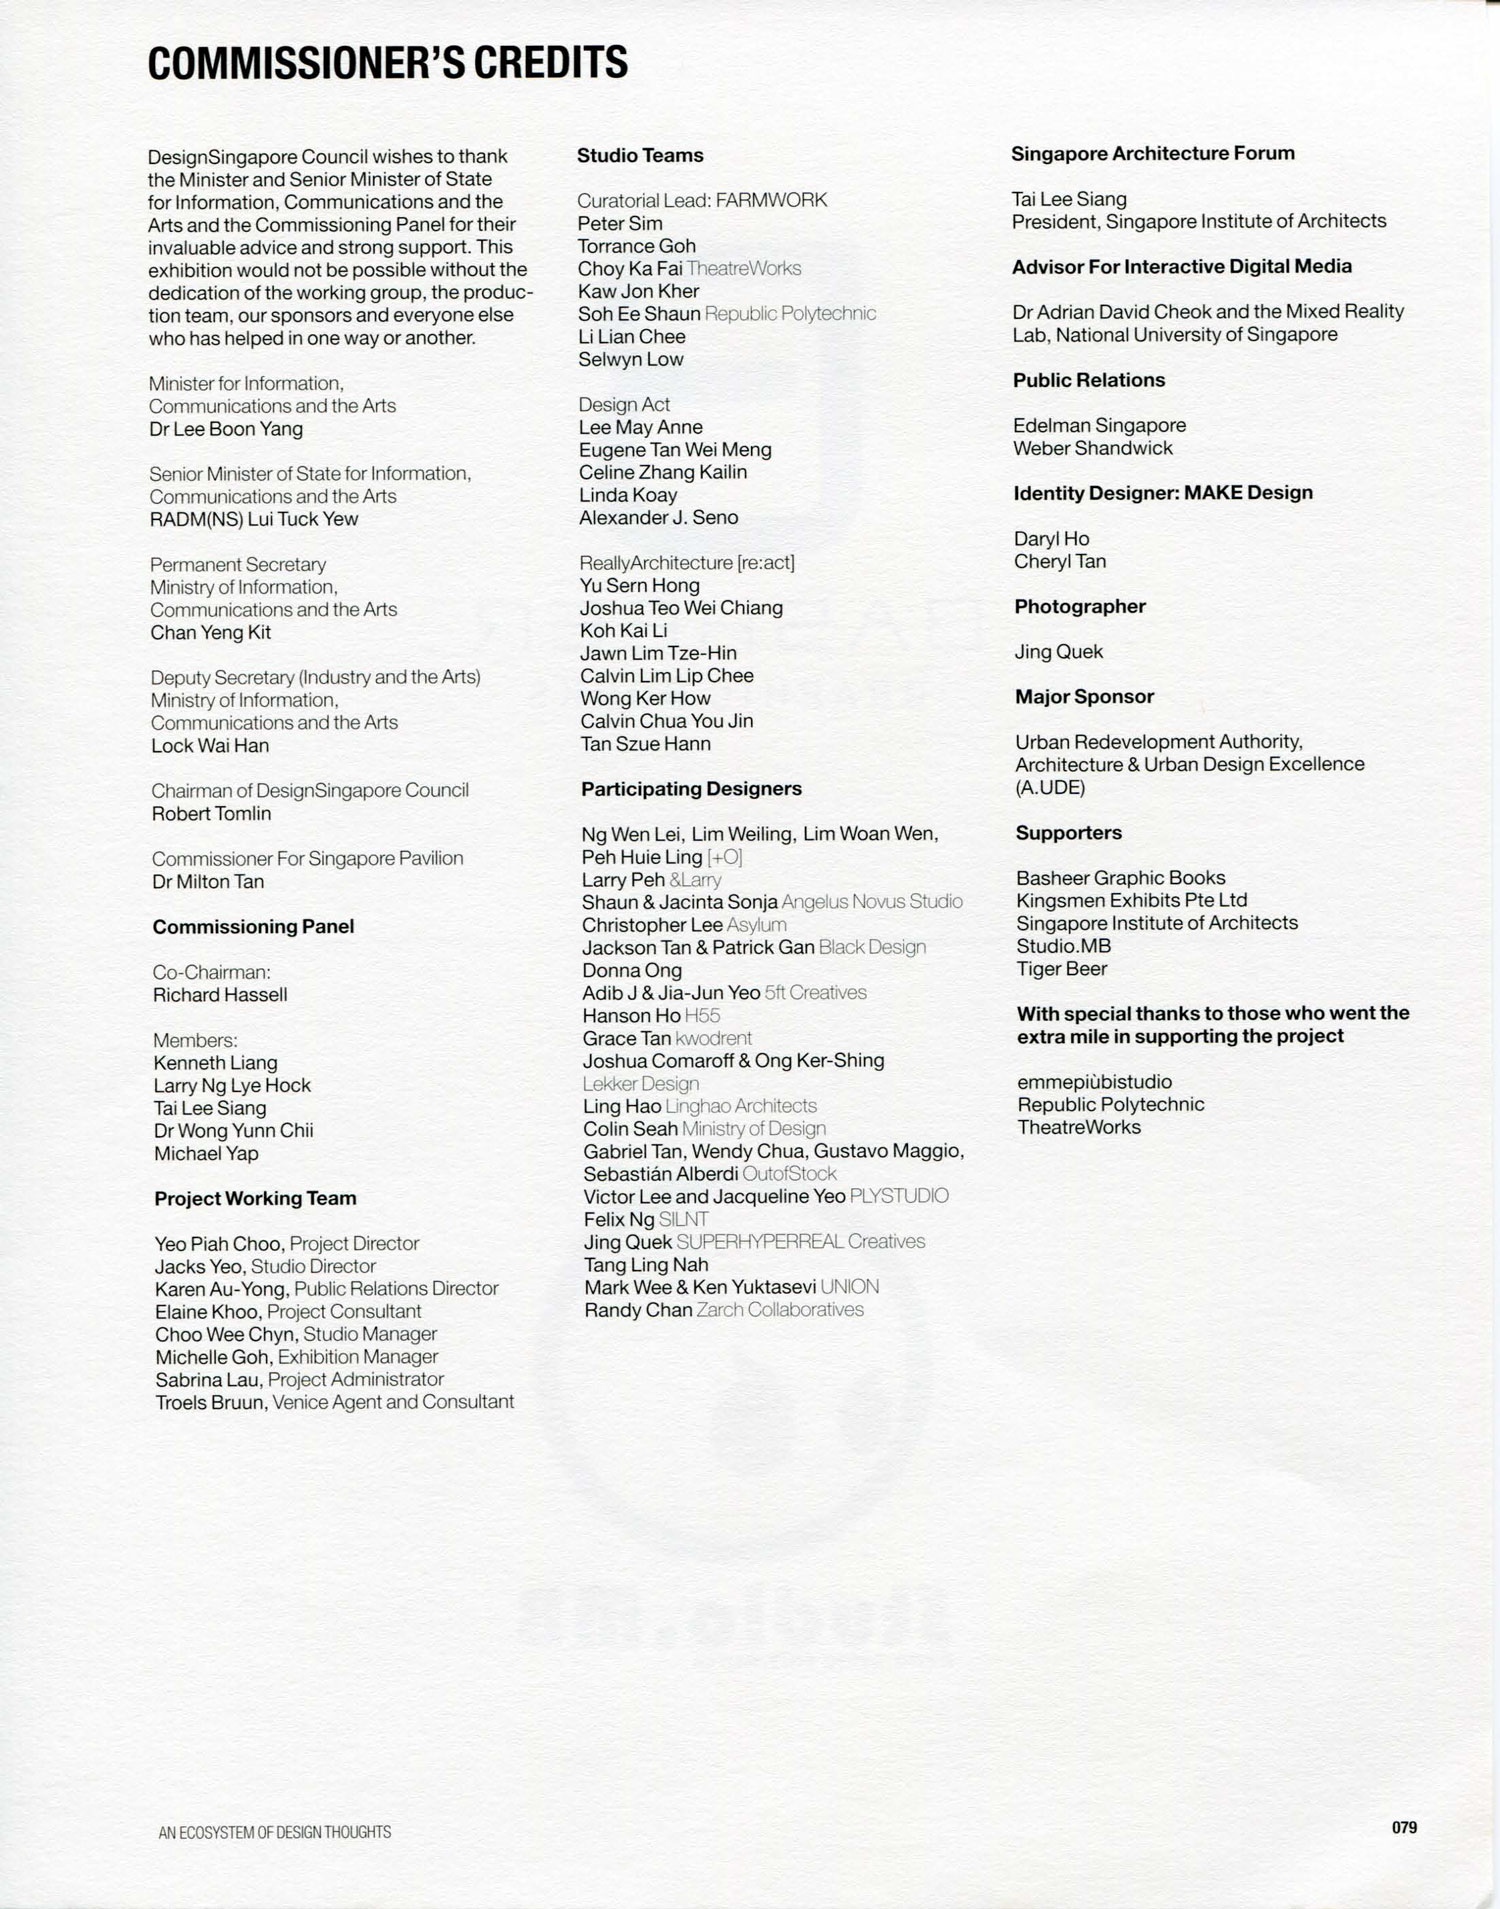 COMMISSIONER'S CREDITS
DesignSingapore Council wishes to thank
the Minister and Senior Minister of State
for Information, Communications and the
Arts and the Commissioning Panel for their
invaluable advice and strong support. This
exhibition would not be possible without the
dedication of the working group, the produc-
tion team, our sponsors and everyone else
who has helped in one way or another.
Minister for Information,
Communications and the Arts
Dr Lee Boon Yang
Senior Minister of State for Information,
Communications and the Arts
RADM(NS) Lui Tuck Yew
Permanent Secretary
Ministry of Information,
Communications and the Arts
Chan Yeng Kit
Deputy Secretary (Industry and the Arts)
Ministry of Information,
Communications and the Arts
Lock Wai Han
Chairman of DesignSingapore Council
Robert Tomlin
Commissioner For Singapore Pavilion
Dr Milton Tan
Commissioning Panel
Co-Chairman:
Richard Hassell
Members:
Kenneth Liang
Larry Ng Lye Hock
Tai Lee Siang
Dr Wong Yunn Chii
Michael Yap
Project Working Team
Yeo Piah Choo, Project Director
Jacks Yeo, Studio Director
Karen Au-Yong, Public Relations Director
Elaine Khoo, Project Consultant
Choo Wee Chyn, Studio Manager
Michelle Goh, Exhibition Manager
Sabrina Lau, Project Administrator
Troels Bruun, Venice Agent and Consultant
Studio Teams
Curatorial Lead: FARMWORK
Peter Sim
Torrance Goh
Choy Ka Fai TheatreWorks
Kaw Jon Kher
Soh Ee Shaun Republic Polytechnic
Li Lian Chee
Selwyn Low
Design Act
Lee May Anne
Eugene Tan Wei Meng
Celine Zhang Kailin
Linda Koay
Alexander J. Seno
ReallyArchitecture [re:act]
Yu Sern Hong
Joshua Teo Wei Chiang
Koh Kai Li
Jawn Lim Tze-Hin
Calvin Lim Lip Chee
Wong Ker How
Calvin Chua You Jin
Tan Szue Hann
Participating Designers
Ng Wen Lei, Lim Weiling, Lim Woan Wen,
Peh Huie Ling [+O]
Larry Peh &Larry
Shaun & Jacinta Sonja Angelus Novus Studio
Christopher Lee Asylum
Jackson Tan & Patrick Gan Black Design
Donna Ong
Adib J & Jia-Jun Yeo 5ft Creatives
Hanson Ho H55
Grace Tan kwodrent
Joshua Comaroff & Ong Ker-Shing
Lekker Design
Ling Hao Linghao Architects
Colin Seah Ministry of Design
Gabriel Tan, Wendy Chua, Gustavo Maggio,
Sebastián Alberdi OutofStock
Victor Lee and Jacqueline Yeo PLYSTUDIO
Felix Ng SILNT
Jing Quek SUPERHYPERREAL Creatives
Tang Ling Nah
Mark Wee & Ken Yuktasevi UNION
Randy Chan Zarch Collaboratives
Singapore Architecture Forum
Tai Lee Siang
President, Singapore Institute of Architects
Advisor For Interactive Digital Media
Dr Adrian David Cheok and the Mixed Reality
Lab, National University of Singapore
Public Relations
Edelman Singapore
Weber Shandwick
Identity Designer: MAKE Design
Daryl Ho
Cheryl Tan
Photographer
Jing Quek
Major Sponsor
Urban Redevelopment Authority,
Architecture & Urban Design Excellence
(A.UDE)
Supporters
Basheer Graphic Books
Kingsmen Exhibits Pte Ltd
Singapore Institute of Architects
Studio.MB
Tiger Beer
With special thanks to those who went the
extra mile in supporting the project
emmepiùbistudio
Republic Polytechnic
TheatreWorks
AN ECOSYSTEM OF DESIGN THOUGHTS
079